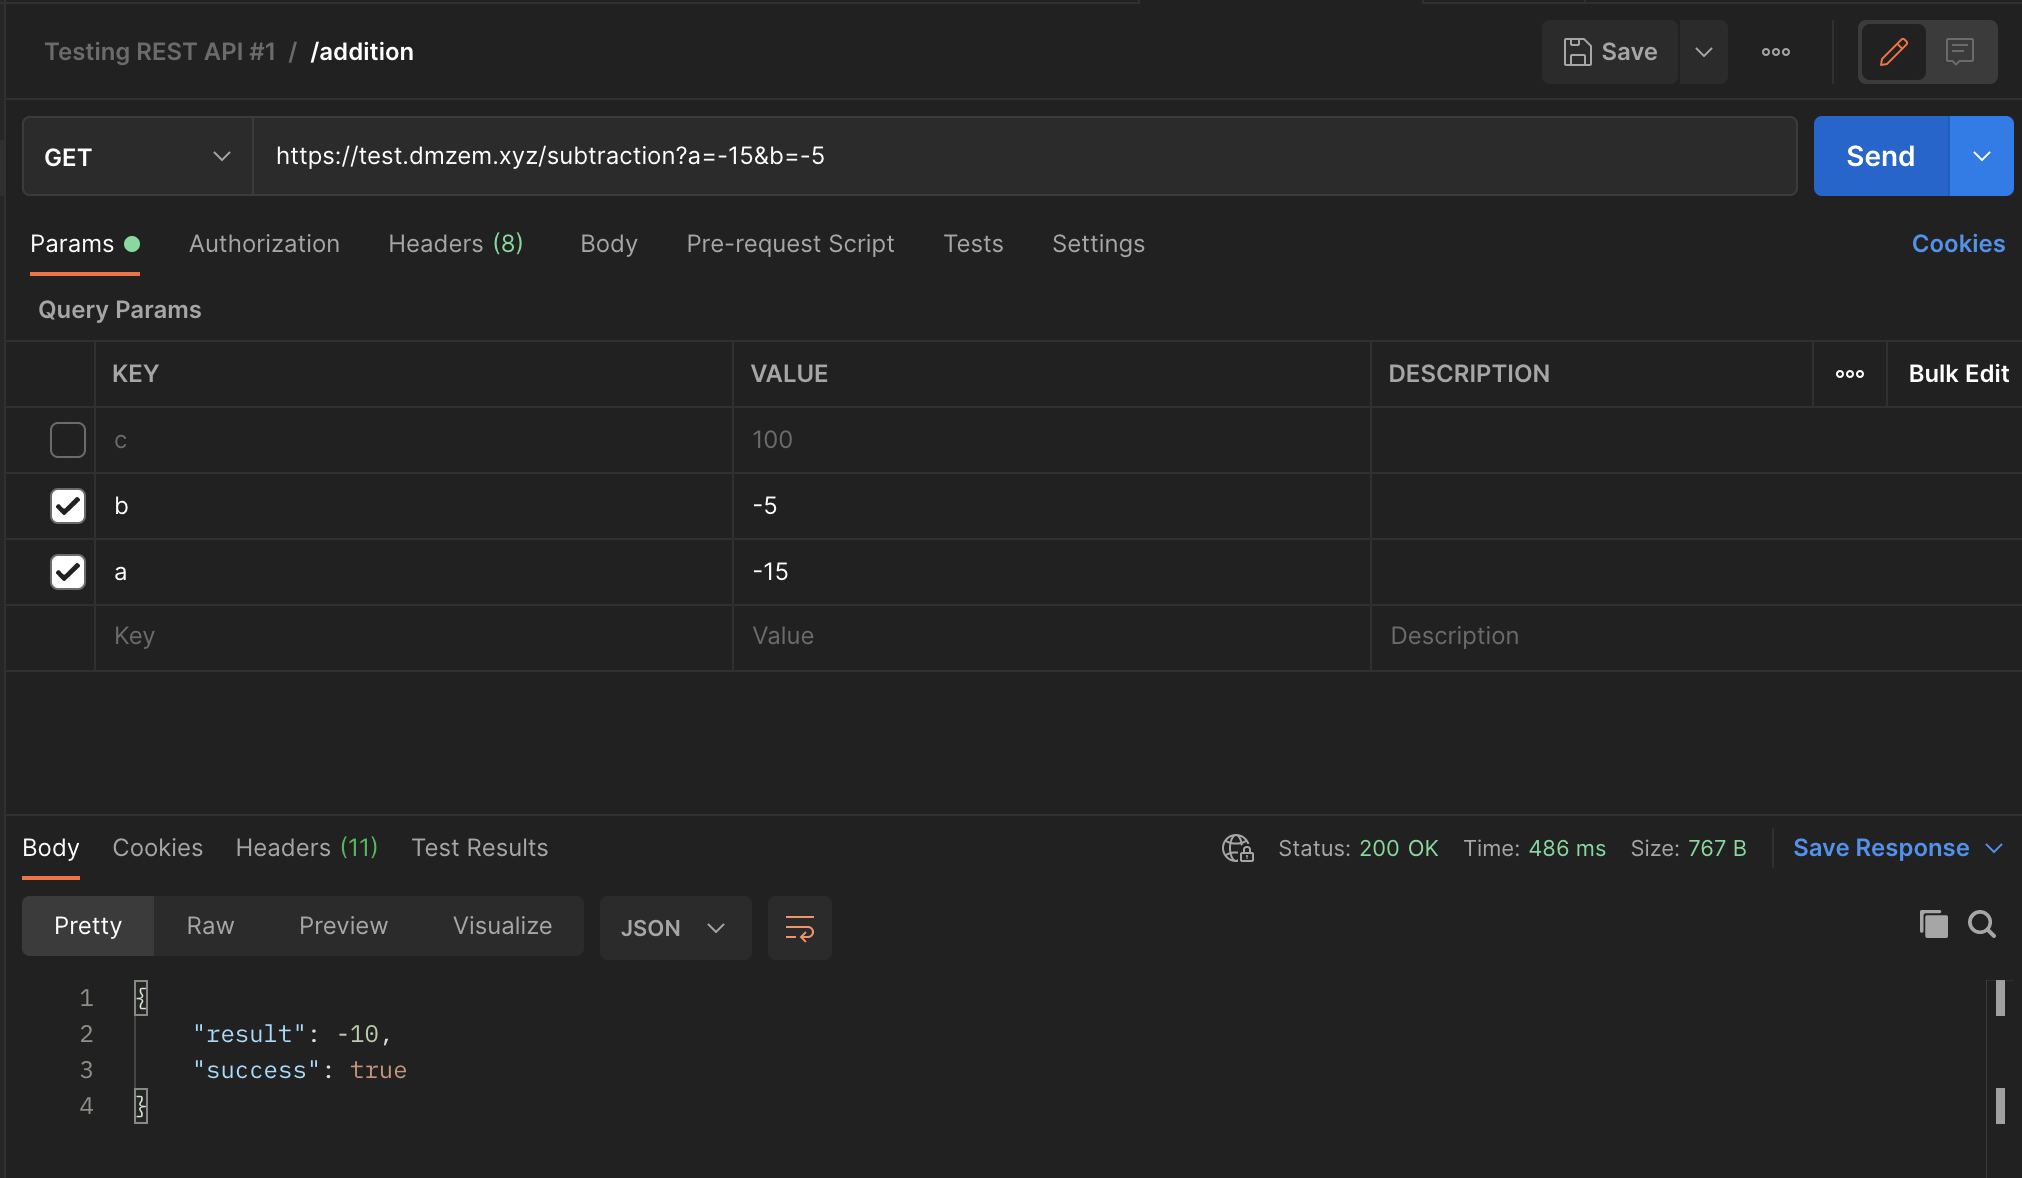 Testing REST API #1 / /addition
Save
GET
https://test.dmzem.xyz/subtraction?a=-15&b=-5
Send
Params Authorization Headers (8) Body Pre-request Script Tests Settings Cookies
Query Params
KEY VALUE DESCRIPTION Bulk Edit
c 100
b -5
a -15
Key Value Description
Body Cookies Headers (11) Test Results Status: 200 OK Time: 486 ms Size: 767 B Save Response
Pretty Raw Preview Visualize JSON
1 {
2 "result": -10,
3 "success": true
4 }